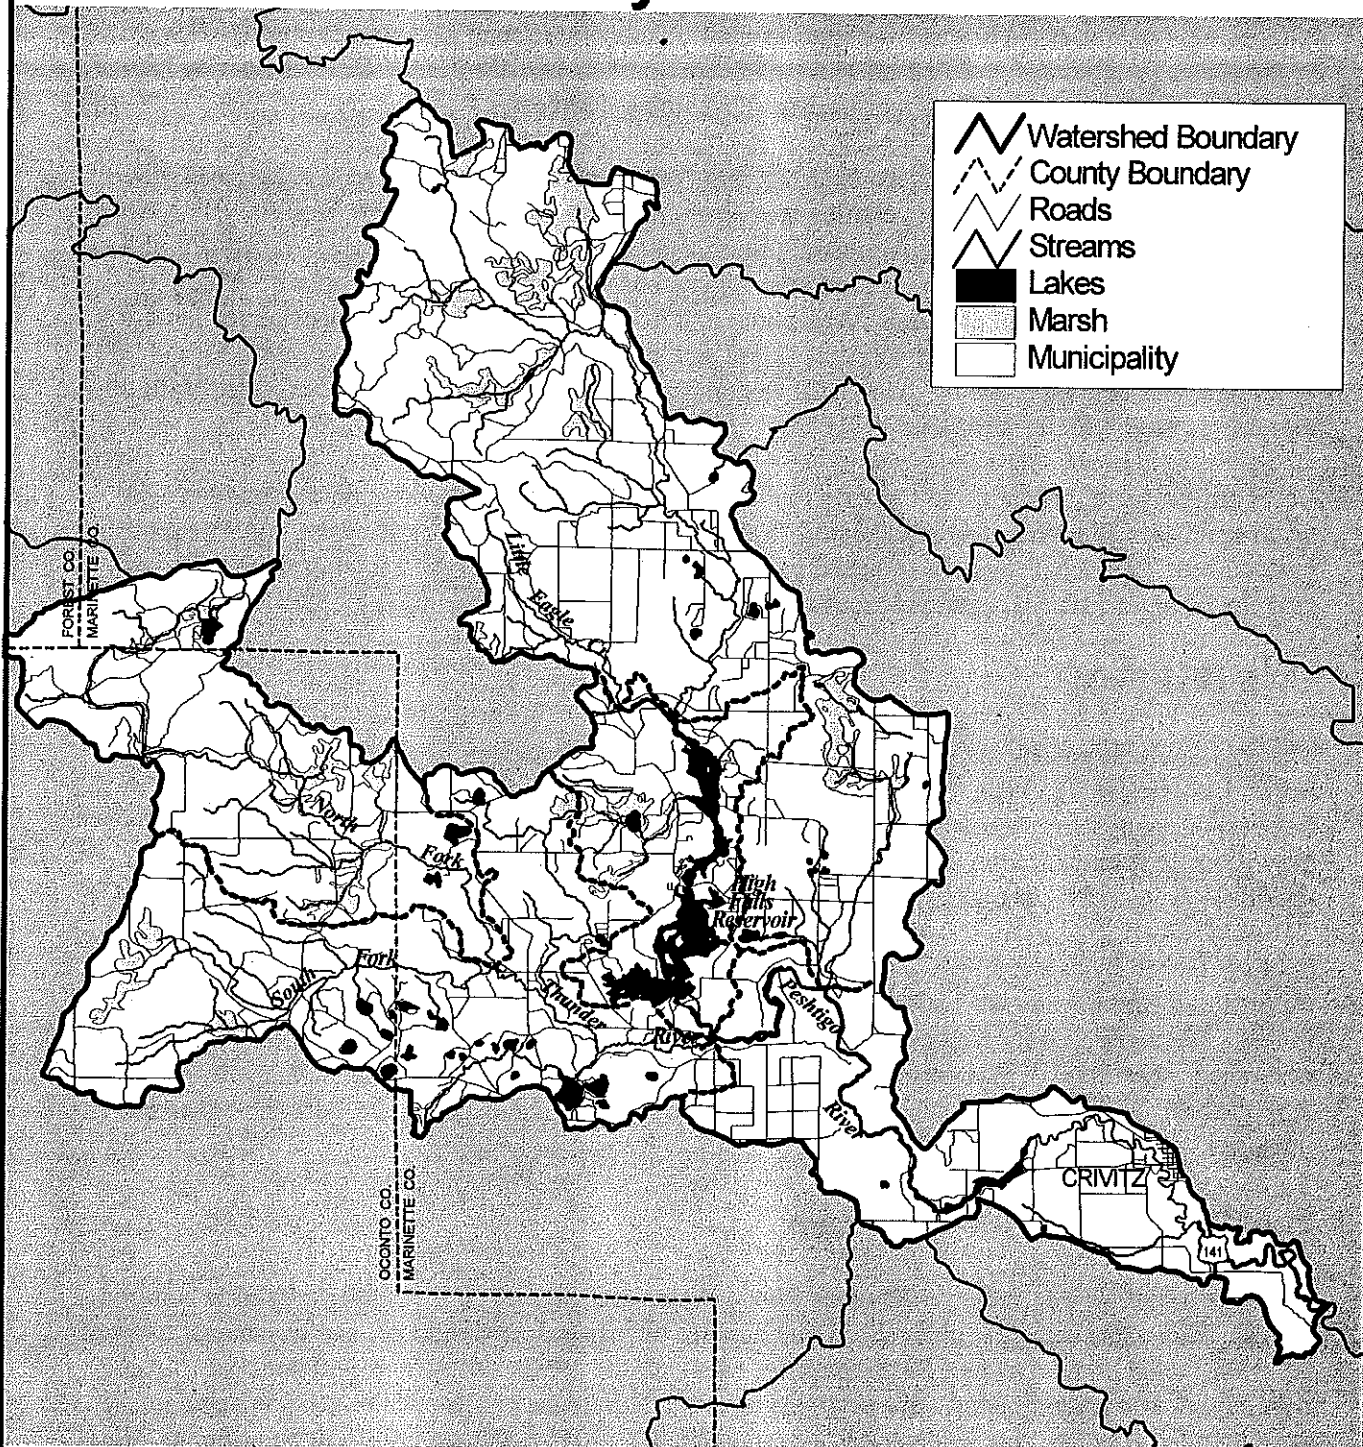 Watershed Boundary
County Boundary
Roads
Streams
Lakes
Marsh
Municipality
FOREST CO.
MARINETTE CO.
Little
Eagle
North
Fork
High
Falls
Reservoir
South
Fork
Thunder
River
Peshtigo
River
CRIVITZ
141
OCONTO CO.
MARINETTE CO.